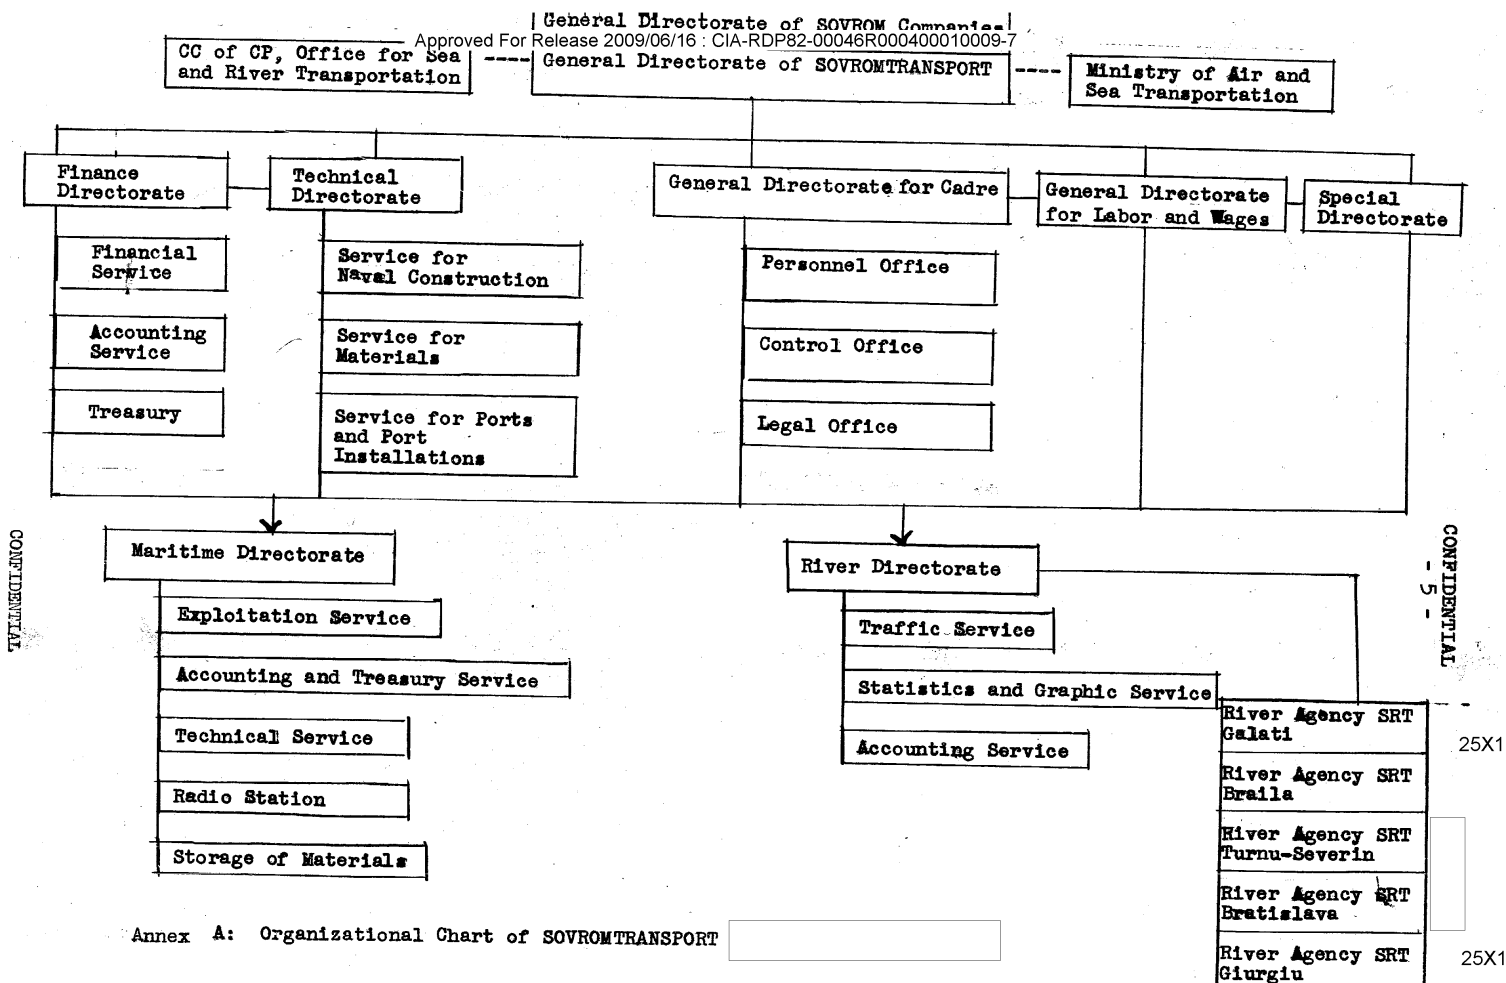 General Directorate of SOVROM Companies
Approved For Release 2009/06/16 : CIA-RDP82-00046R000400010009-7
CC of CP, Office for Sea
and River Transportation
General Directorate of SOVROMTRANSPORT
Ministry of Air and
Sea Transportation
Finance
Directorate
Technical
Directorate
General Directorate for Cadre
General Directorate
for Labor and Wages
Special
Directorate
Financial
Service
Accounting
Service
Treasury
Service for
Naval Construction
Service for
Materials
Service for Ports
and Port
Installations
Personnel Office
Control Office
Legal Office
Maritime Directorate
Exploitation Service
Accounting and Treasury Service
Technical Service
Radio Station
Storage of Materials
River Directorate
Traffic Service
Statistics and Graphic Service
Accounting Service
River Agency SRT
Galati
River Agency SRT
Braila
River Agency SRT
Turnu-Severin
River Agency SRT
Bratislava
River Agency SRT
Giurgiu
Annex A: Organizational Chart of SOVROMTRANSPORT
CONFIDENTIAL
CONFIDENTIAL
- 5 -
25X1
25X1